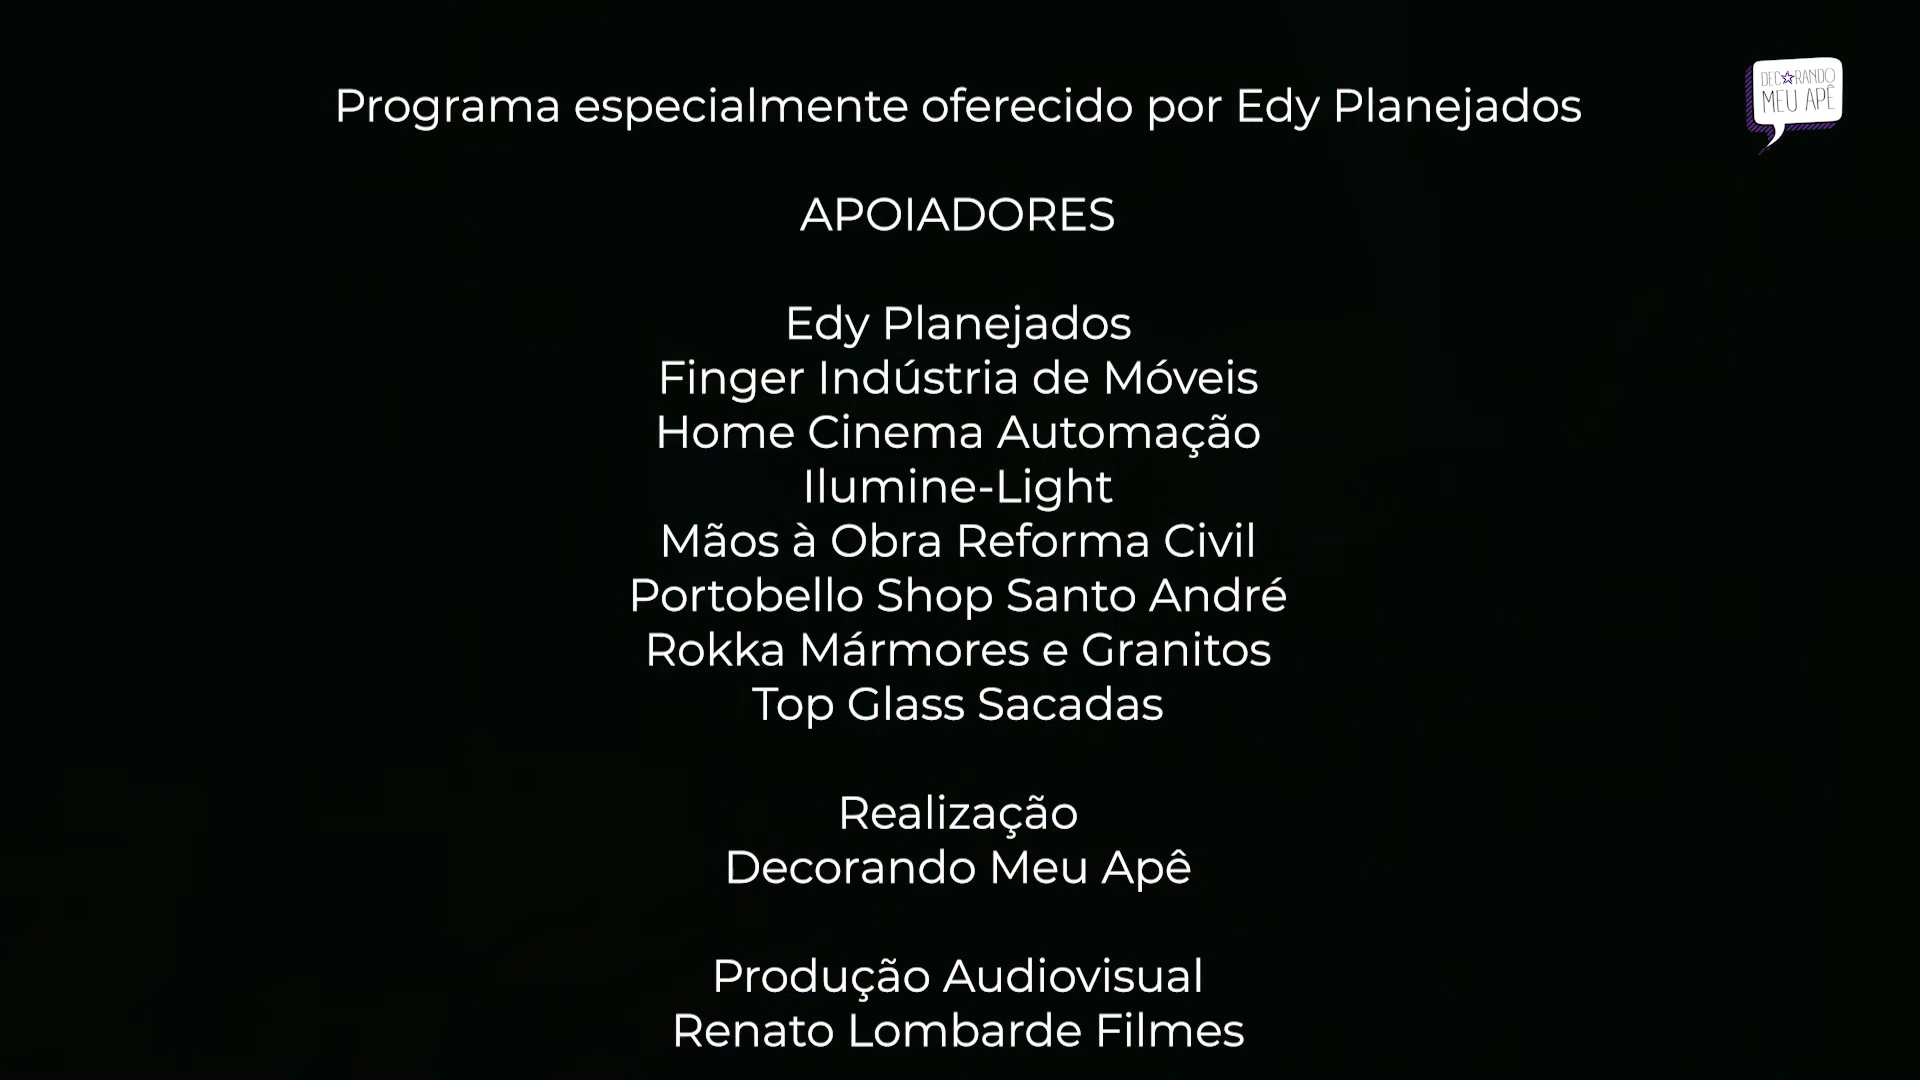 Programa especialmente oferecido por Edy Planejados
DECORANDO
MEU APÊ
APOIADORES
Edy Planejados
Finger Indústria de Móveis
Home Cinema Automação
Ilumine-Light
Mãos à Obra Reforma Civil
Portobello Shop Santo André
Rokka Mármores e Granitos
Top Glass Sacadas
Realização
Decorando Meu Apê
Produção Audiovisual
Renato Lombarde Filmes